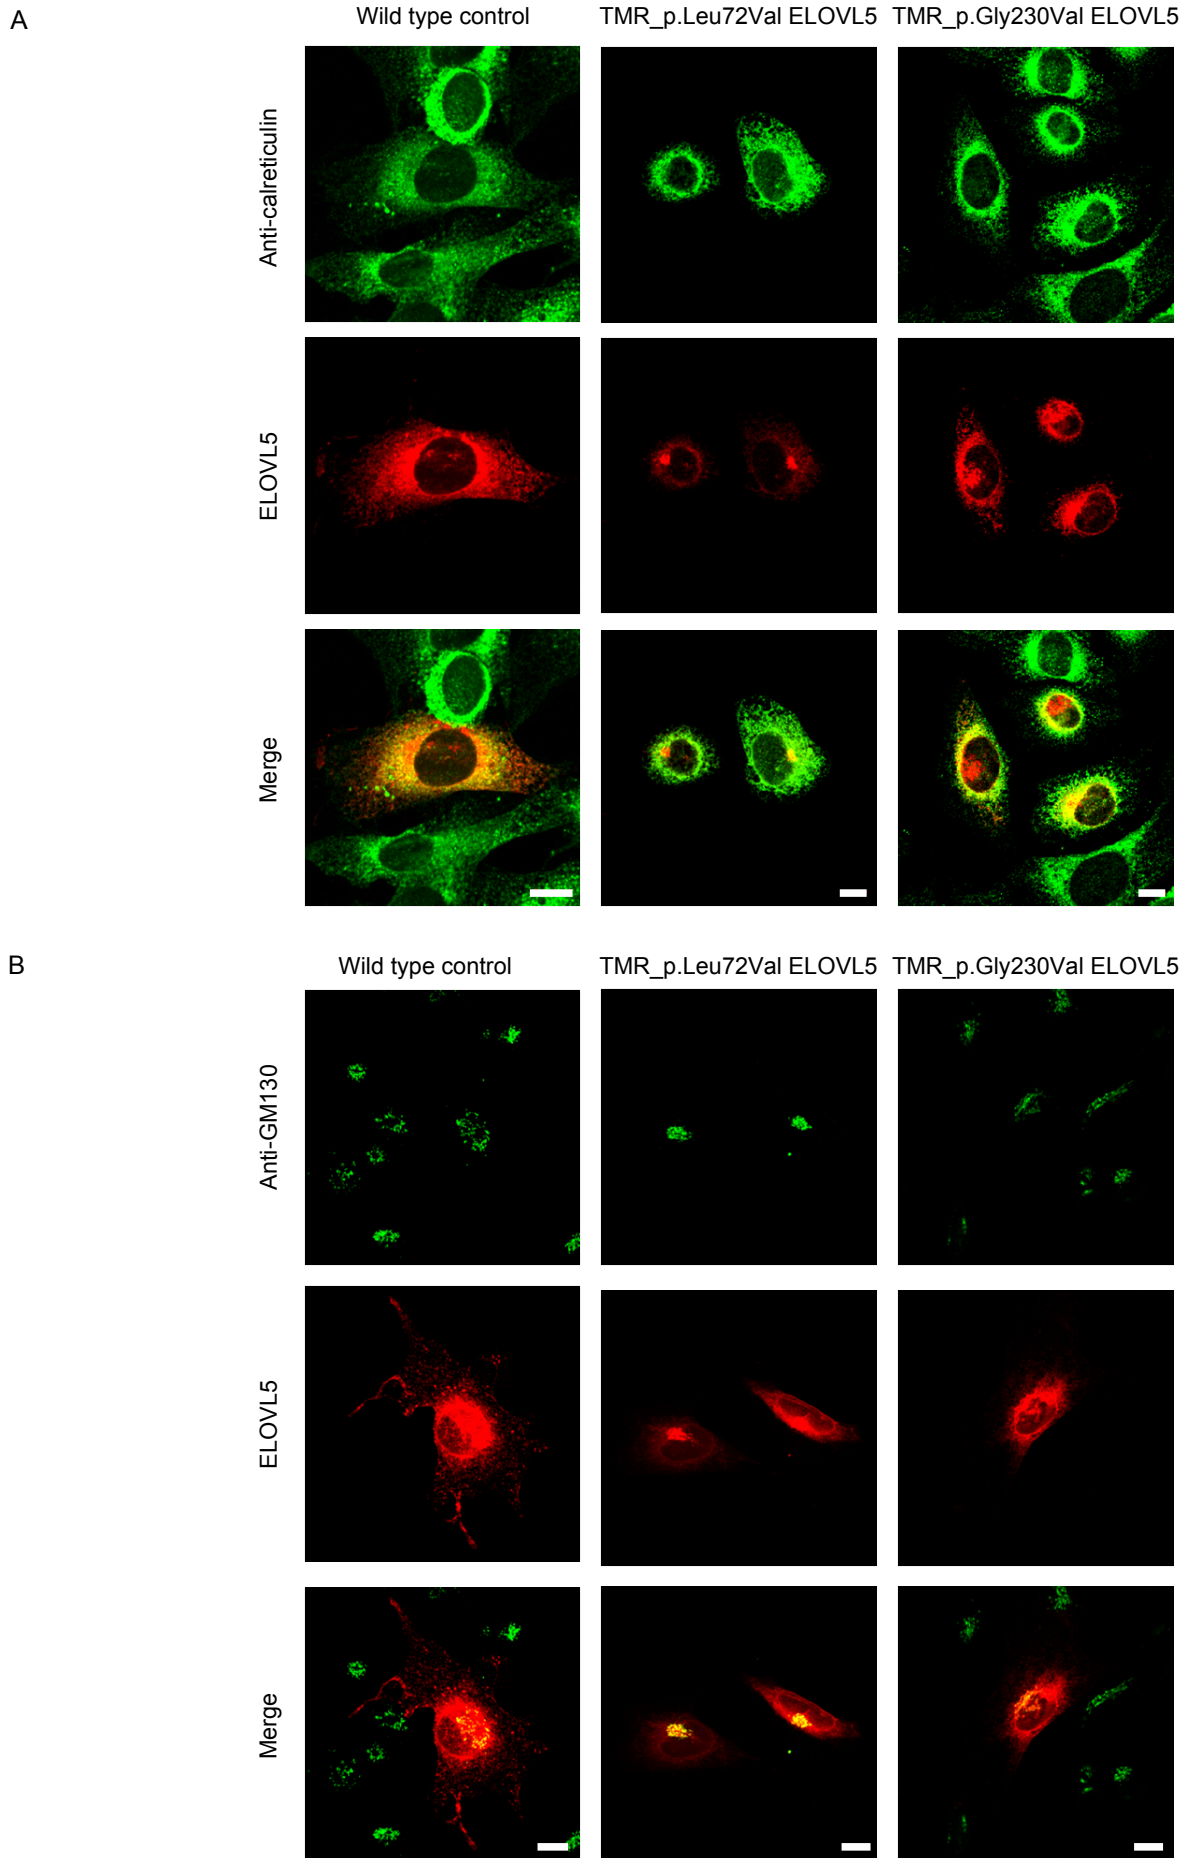 A
Wild type control
TMR_p.Leu72Val ELOVL5
TMR_p.Gly230Val ELOVL5
Anti-calreticulin
ELOVL5
Merge
B
Wild type control
TMR_p.Leu72Val ELOVL5
TMR_p.Gly230Val ELOVL5
Anti-GM130
ELOVL5
Merge